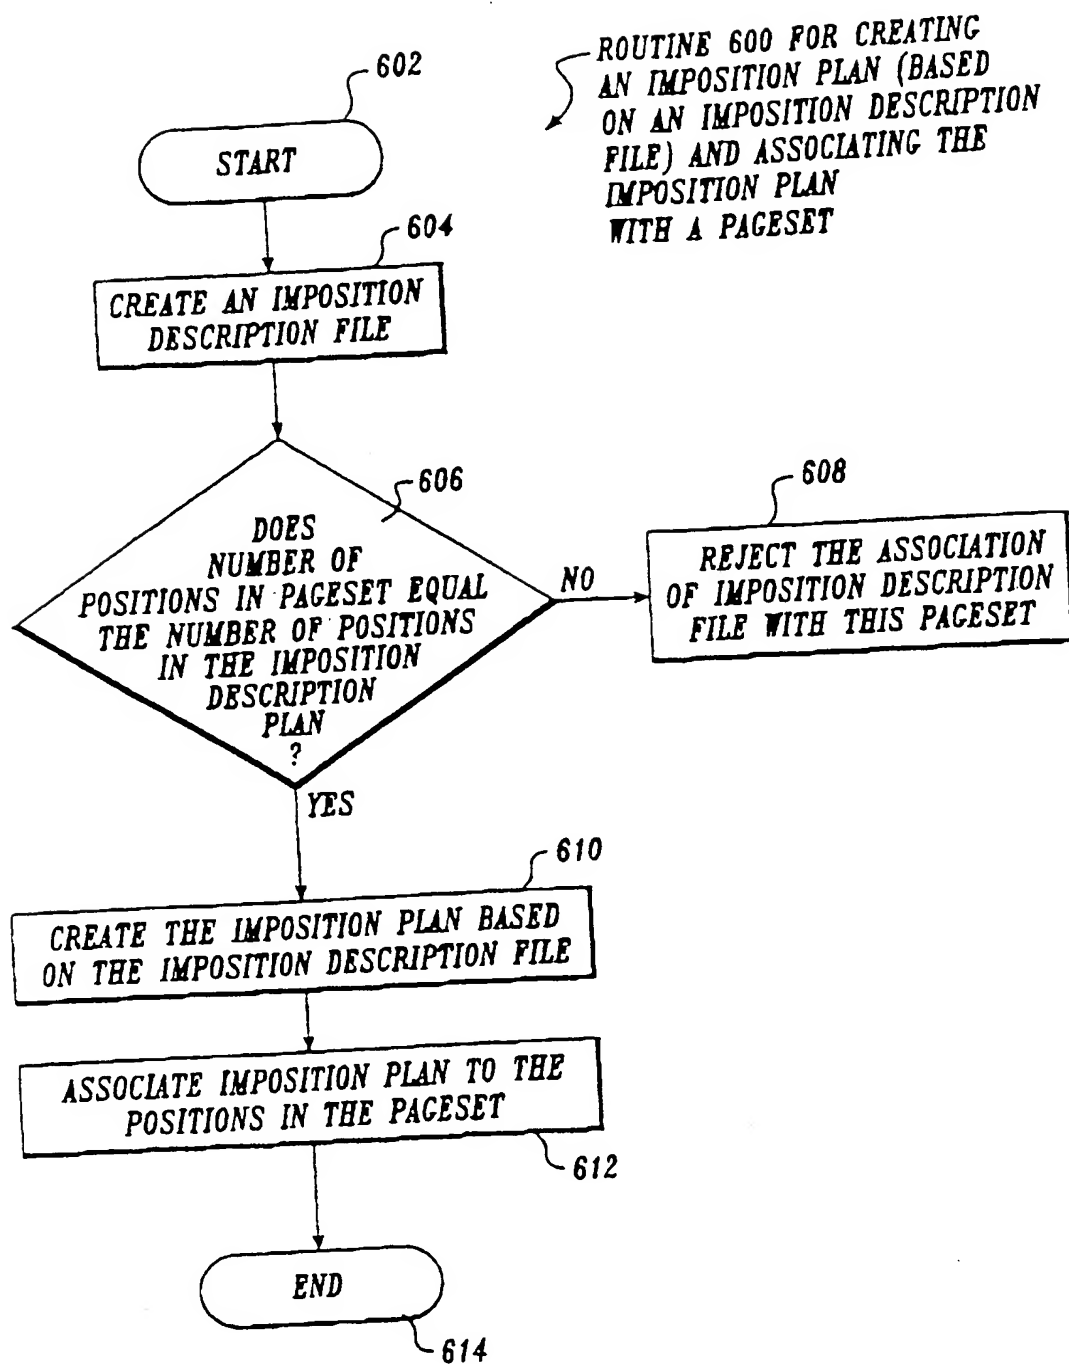 ROUTINE 600 FOR CREATING
AN IMPOSITION PLAN (BASED
ON AN IMPOSITION DESCRIPTION
FILE) AND ASSOCIATING THE
IMPOSITION PLAN
WITH A PAGESET
602
START
604
CREATE AN IMPOSITION
DESCRIPTION FILE
606
DOES
NUMBER OF
POSITIONS IN PAGESET EQUAL
THE NUMBER OF POSITIONS
IN THE IMPOSITION
DESCRIPTION
PLAN
?
NO
608
REJECT THE ASSOCIATION
OF IMPOSITION DESCRIPTION
FILE WITH THIS PAGESET
YES
610
CREATE THE IMPOSITION PLAN BASED
ON THE IMPOSITION DESCRIPTION FILE
ASSOCIATE IMPOSITION PLAN TO THE
POSITIONS IN THE PAGESET
612
END
614